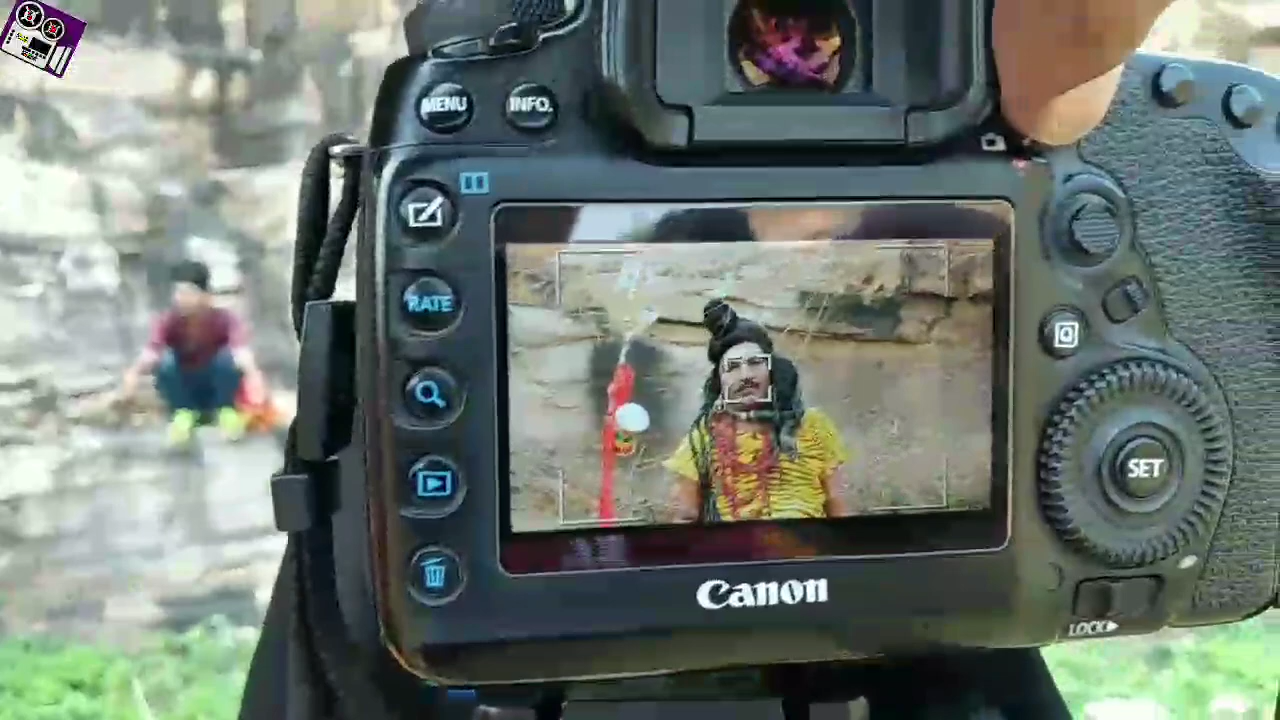 MENU
INFO.
RATE
SET
Canon
LOCK▶